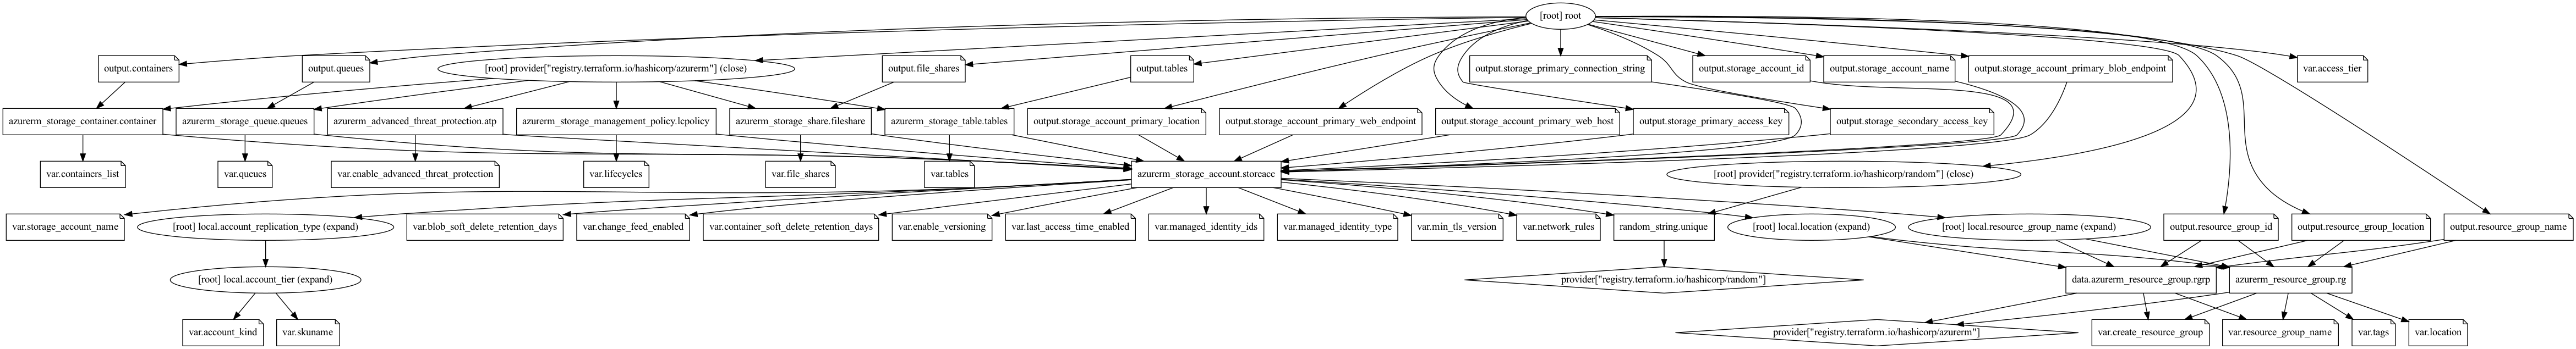 [root] root
output.containers
output.queues
[root] provider["registry.terraform.io/hashicorp/azurerm"] (close)
output.file_shares
output.tables
output.storage_primary_connection_string
output.storage_account_id
output.storage_account_name
output.storage_account_primary_blob_endpoint
var.access_tier
azurerm_storage_container.container
azurerm_storage_queue.queues
azurerm_advanced_threat_protection.atp
azurerm_storage_management_policy.lcpolicy
azurerm_storage_share.fileshare
azurerm_storage_table.tables
output.storage_account_primary_location
output.storage_account_primary_web_endpoint
output.storage_account_primary_web_host
output.storage_primary_access_key
output.storage_secondary_access_key
var.containers_list
var.queues
var.enable_advanced_threat_protection
var.lifecycles
var.file_shares
var.tables
azurerm_storage_account.storeacc
[root] provider["registry.terraform.io/hashicorp/random"] (close)
var.storage_account_name
[root] local.account_replication_type (expand)
var.blob_soft_delete_retention_days
var.change_feed_enabled
var.container_soft_delete_retention_days
var.enable_versioning
var.last_access_time_enabled
var.managed_identity_ids
var.managed_identity_type
var.min_tls_version
var.network_rules
random_string.unique
[root] local.location (expand)
[root] local.resource_group_name (expand)
output.resource_group_id
output.resource_group_location
output.resource_group_name
[root] local.account_tier (expand)
provider["registry.terraform.io/hashicorp/random"]
data.azurerm_resource_group.rgrp
azurerm_resource_group.rg
var.account_kind
var.skuname
provider["registry.terraform.io/hashicorp/azurerm"]
var.create_resource_group
var.resource_group_name
var.tags
var.location